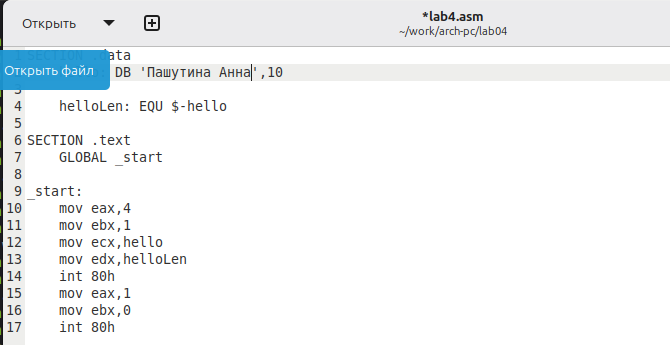 Открыть
*lab4.asm
~/work/arch-pc/lab04
Открыть файл
.data
DB 'Пашутина Анна',10
3
4 helloLen: EQU $-hello
5
6 SECTION .text
7 GLOBAL _start
8
9 _start:
10 mov eax,4
11 mov ebx,1
12 mov ecx,hello
13 mov edx,helloLen
14 int 80h
15 mov eax,1
16 mov ebx,0
17 int 80h